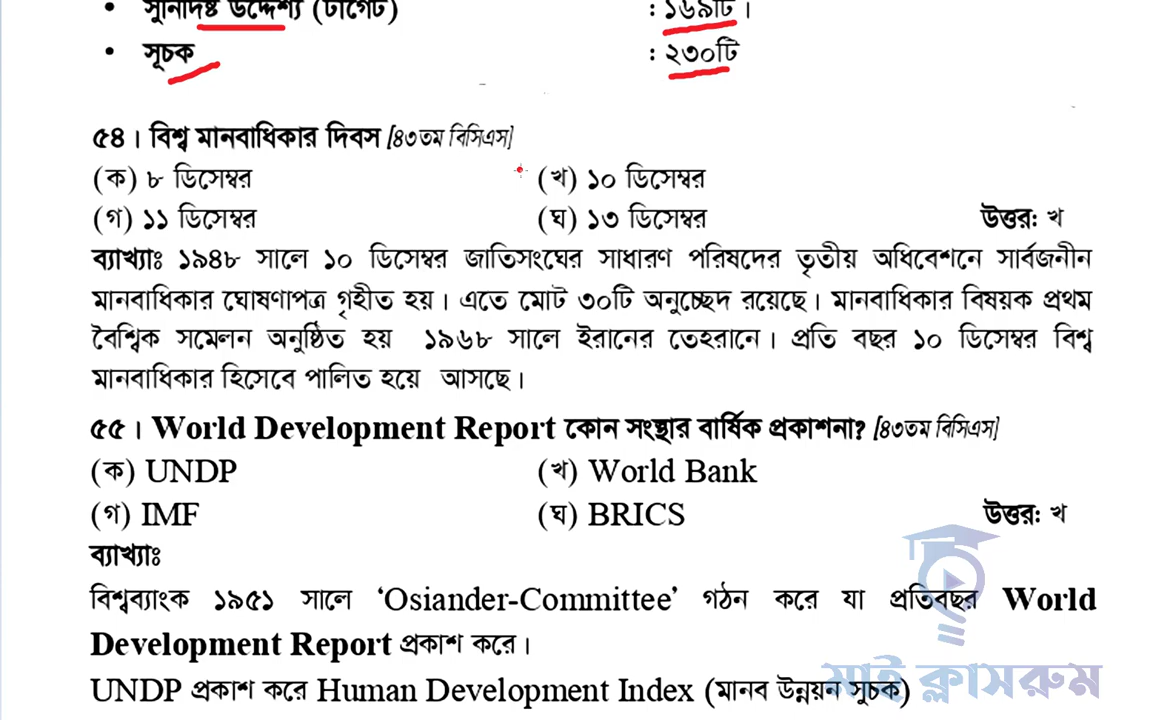 • সুনির্দিষ্ট উদ্দেশ্য (টার্গেট) : ১৬৯টি।
• সূচক : ২৩০টি
৫৪। বিশ্ব মানবাধিকার দিবস [৪৩তম বিসিএস]
(ক) ৮ ডিসেম্বর (খ) ১০ ডিসেম্বর
(গ) ১১ ডিসেম্বর (ঘ) ১৩ ডিসেম্বর উত্তর: খ
ব্যাখ্যাঃ ১৯৪৮ সালে ১০ ডিসেম্বর জাতিসংঘের সাধারণ পরিষদের তৃতীয় অধিবেশনে সার্বজনীন
মানবাধিকার ঘোষণাপত্র গৃহীত হয়। এতে মোট ৩০টি অনুচ্ছেদ রয়েছে। মানবাধিকার বিষয়ক প্রথম
বৈশ্বিক সমেলন অনুষ্ঠিত হয় ১৯৬৮ সালে ইরানের তেহরানে। প্রতি বছর ১০ ডিসেম্বর বিশ্ব
মানবাধিকার হিসেবে পালিত হয়ে আসছে।
৫৫। World Development Report কোন সংস্থার বার্ষিক প্রকাশনা? [৪৩তম বিসিএস]
(ক) UNDP (খ) World Bank
(গ) IMF (ঘ) BRICS উত্তর: খ
ব্যাখ্যাঃ
বিশ্বব্যাংক ১৯৫১ সালে ‘Osiander-Committee’ গঠন করে যা প্রতিবছর World
Development Report প্রকাশ করে।
UNDP প্রকাশ করে Human Development Index (মানব উন্নয়ন সুচক)
মাই ক্লাসরুম